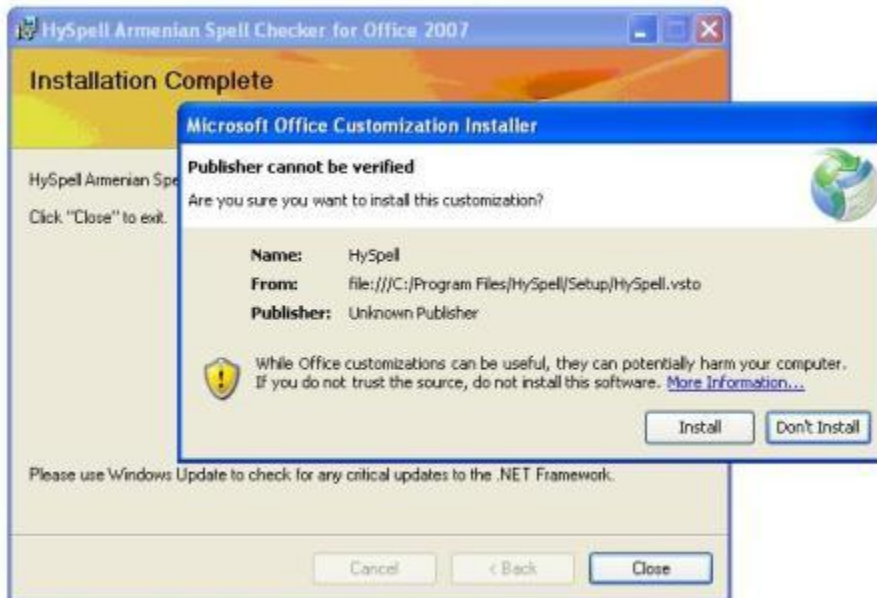 HySpell Armenian Spell Checker for Office 2007
Installation Complete
Microsoft Office Customization Installer
Publisher cannot be verified
Are you sure you want to install this customization?
HySpell Armenian Spe
Click "Close" to exit.
Name: HySpell
From: file:///C:/Program Files/HySpell/Setup/HySpell.vsto
Publisher: Unknown Publisher
While Office customizations can be useful, they can potentially harm your computer.
If you do not trust the source, do not install this software. More Information...
Install Don't Install
Please use Windows Update to check for any critical updates to the .NET Framework.
Cancel < Back Close